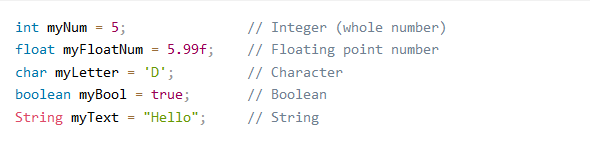 int myNum = 5;               // Integer (whole number)
float myFloatNum = 5.99f;    // Floating point number
char myLetter = 'D';         // Character
boolean myBool = true;       // Boolean
String myText = "Hello";     // String